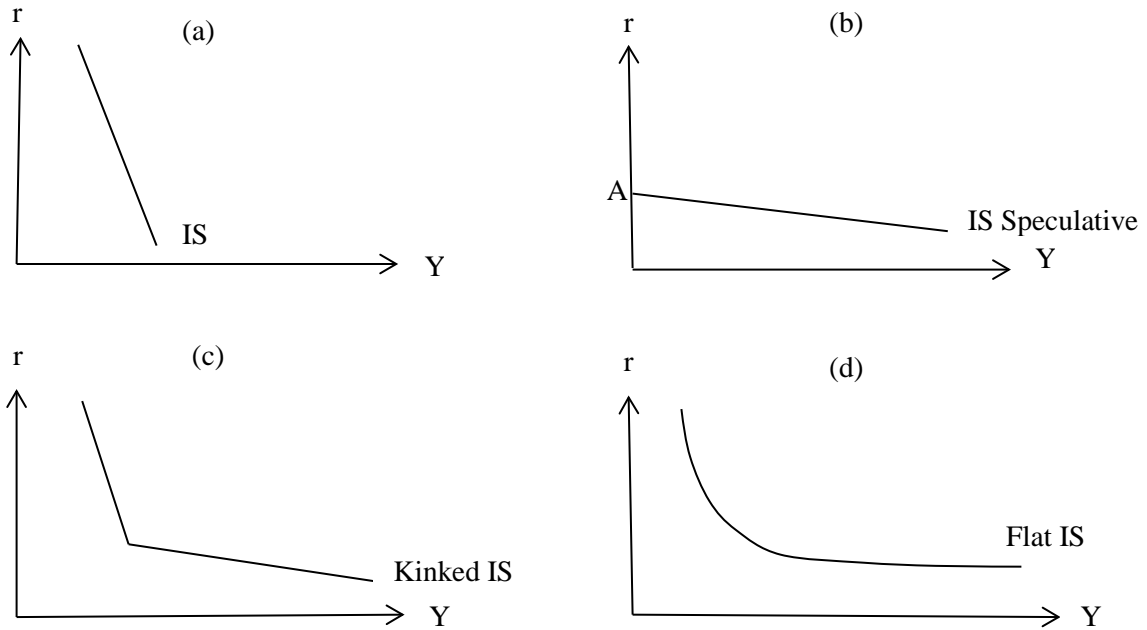 r
(a)
IS
Y
(b)
r
A
IS Speculative
Y
(c)
r
Kinked IS
Y
(d)
r
Flat IS
Y